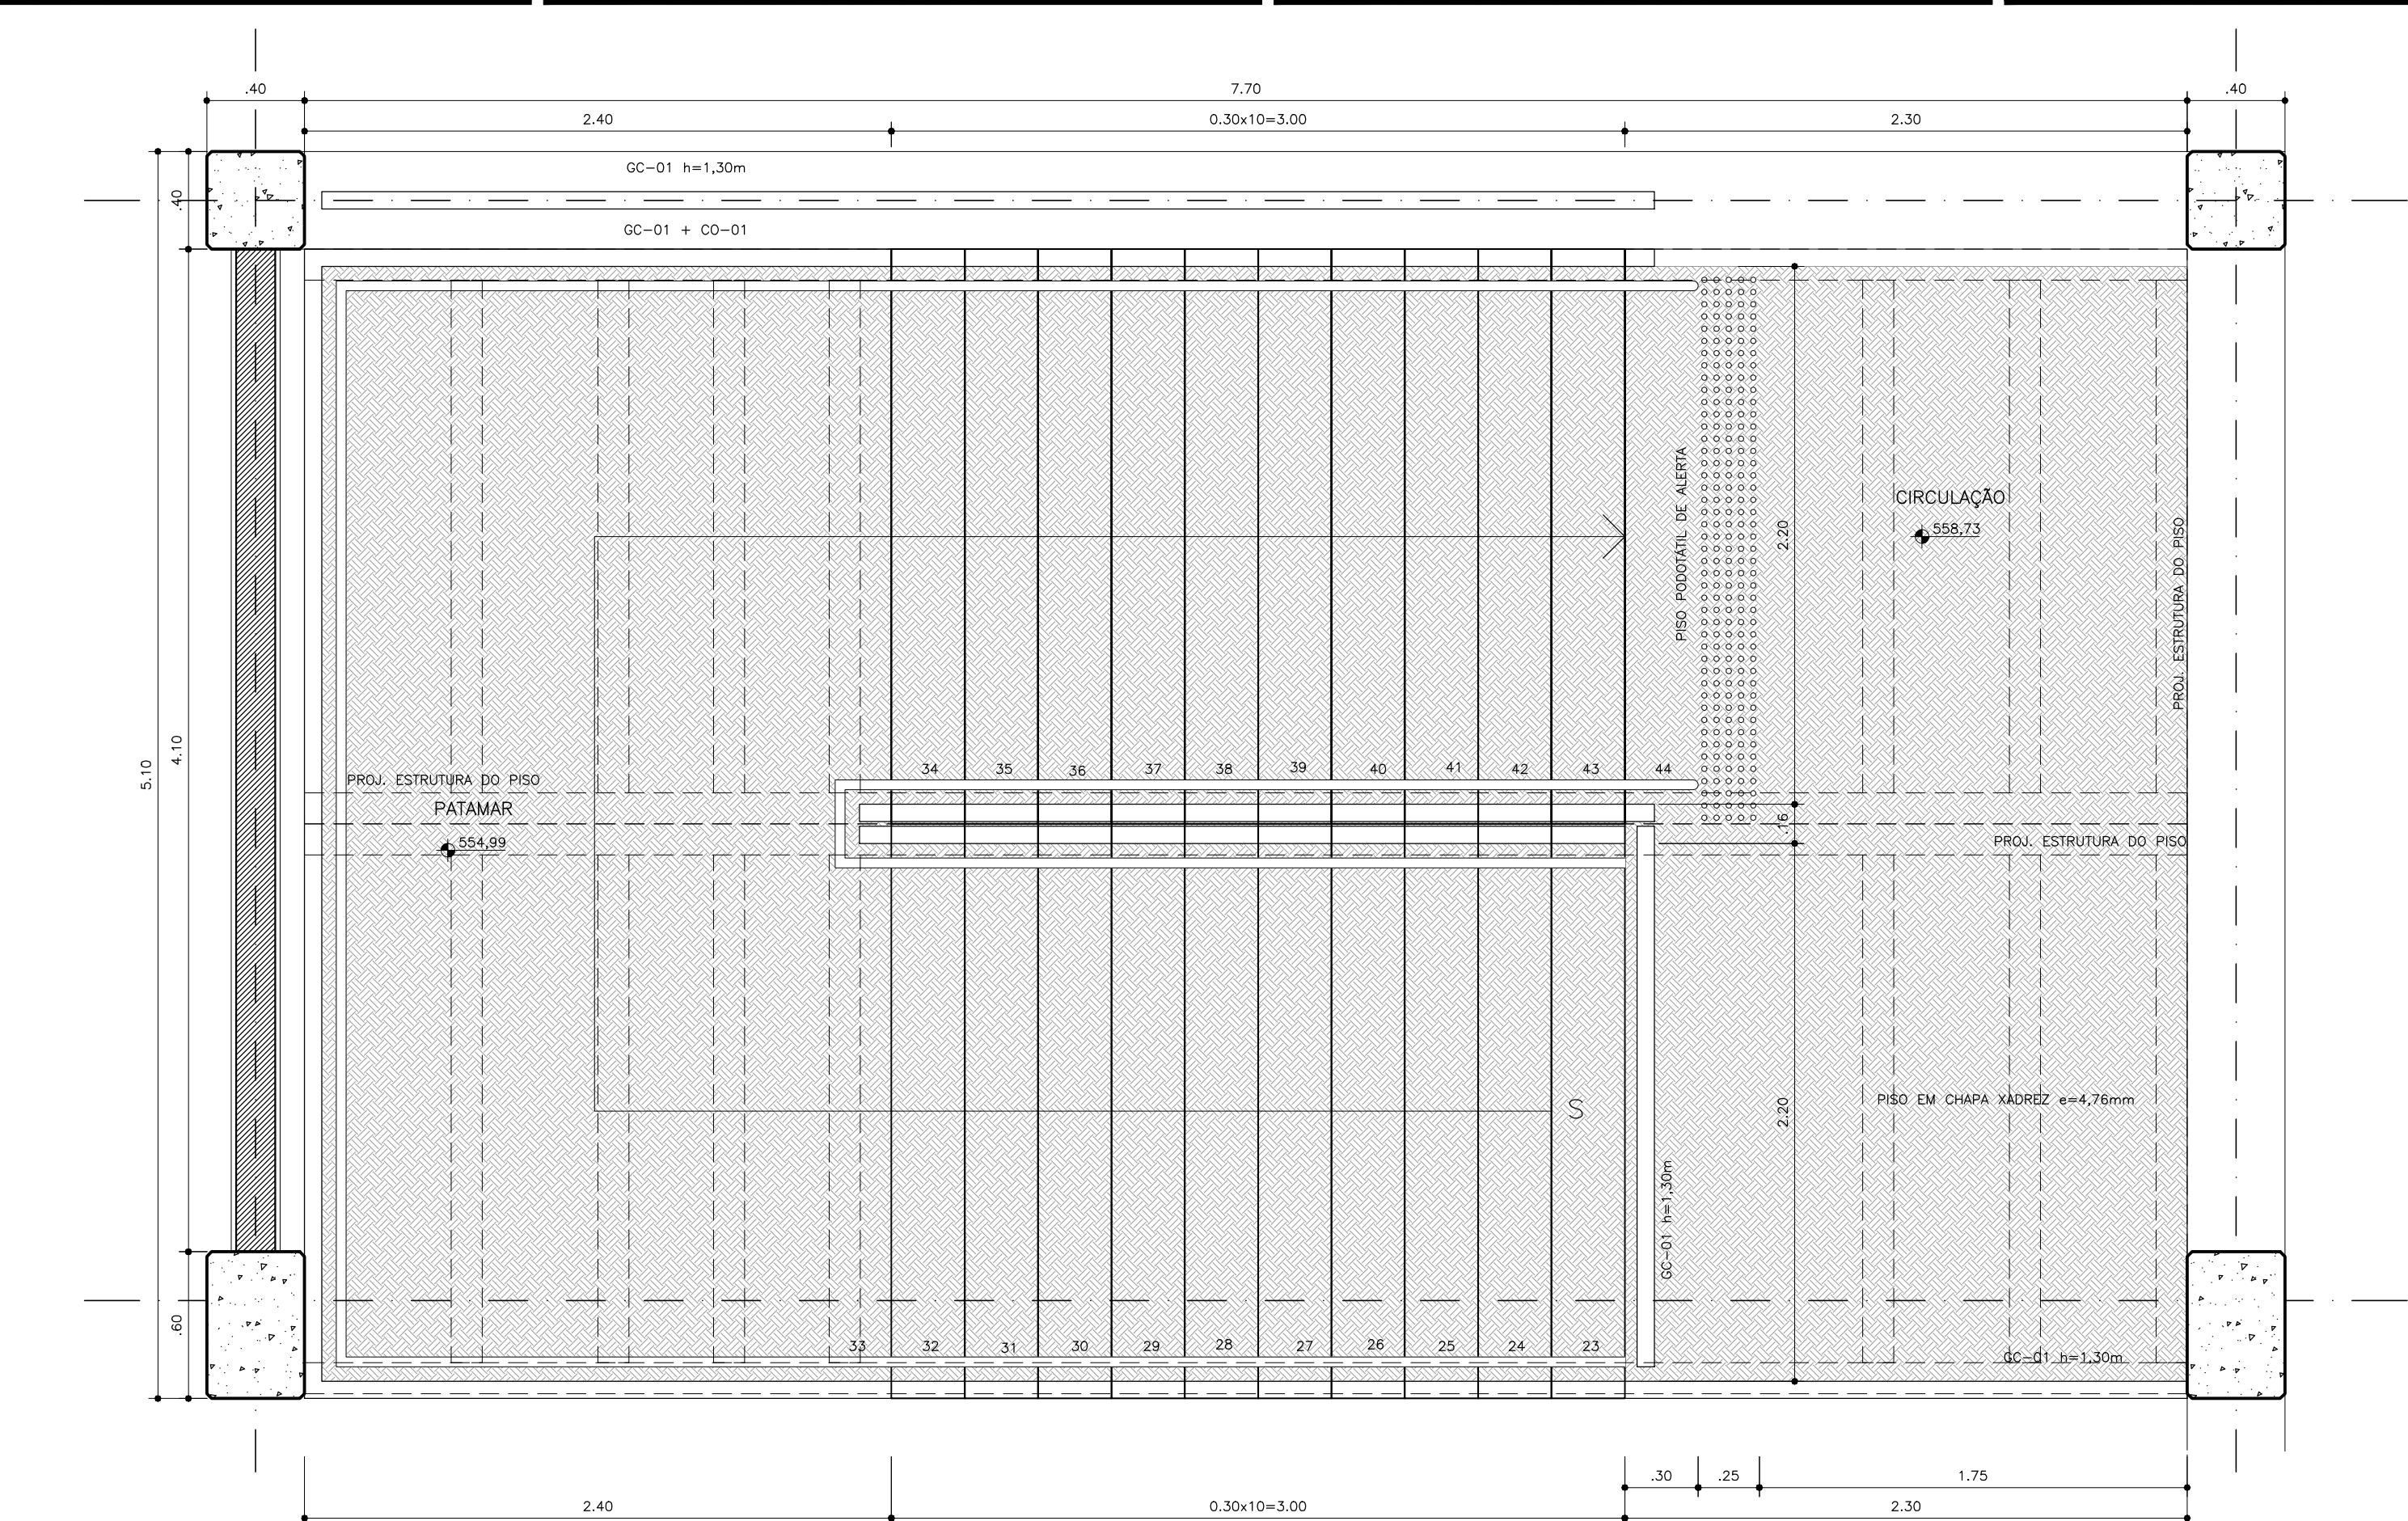 .40
7.70
.40
2.40
0.30x10=3.00
2.30
GC-01 h=1,30m
.40
GC-01 + CO-01
PISO PODOTÁTIL DE ALERTA
2.20
CIRCULAÇÃO
558,73
PROJ. ESTRUTURA DO PISO
5.10
4.10
34
35
36
37
38
39
40
41
42
43
44
PROJ. ESTRUTURA DO PISO
PATAMAR
554,99
.16
PROJ. ESTRUTURA DO PISO
S
2.20
PISO EM CHAPA XADREZ e=4,76mm
GC-01 h=1,30m
.60
33
32
31
30
29
28
27
26
25
24
23
GC-01 h=1,30m
.30
.25
1.75
2.40
0.30x10=3.00
2.30